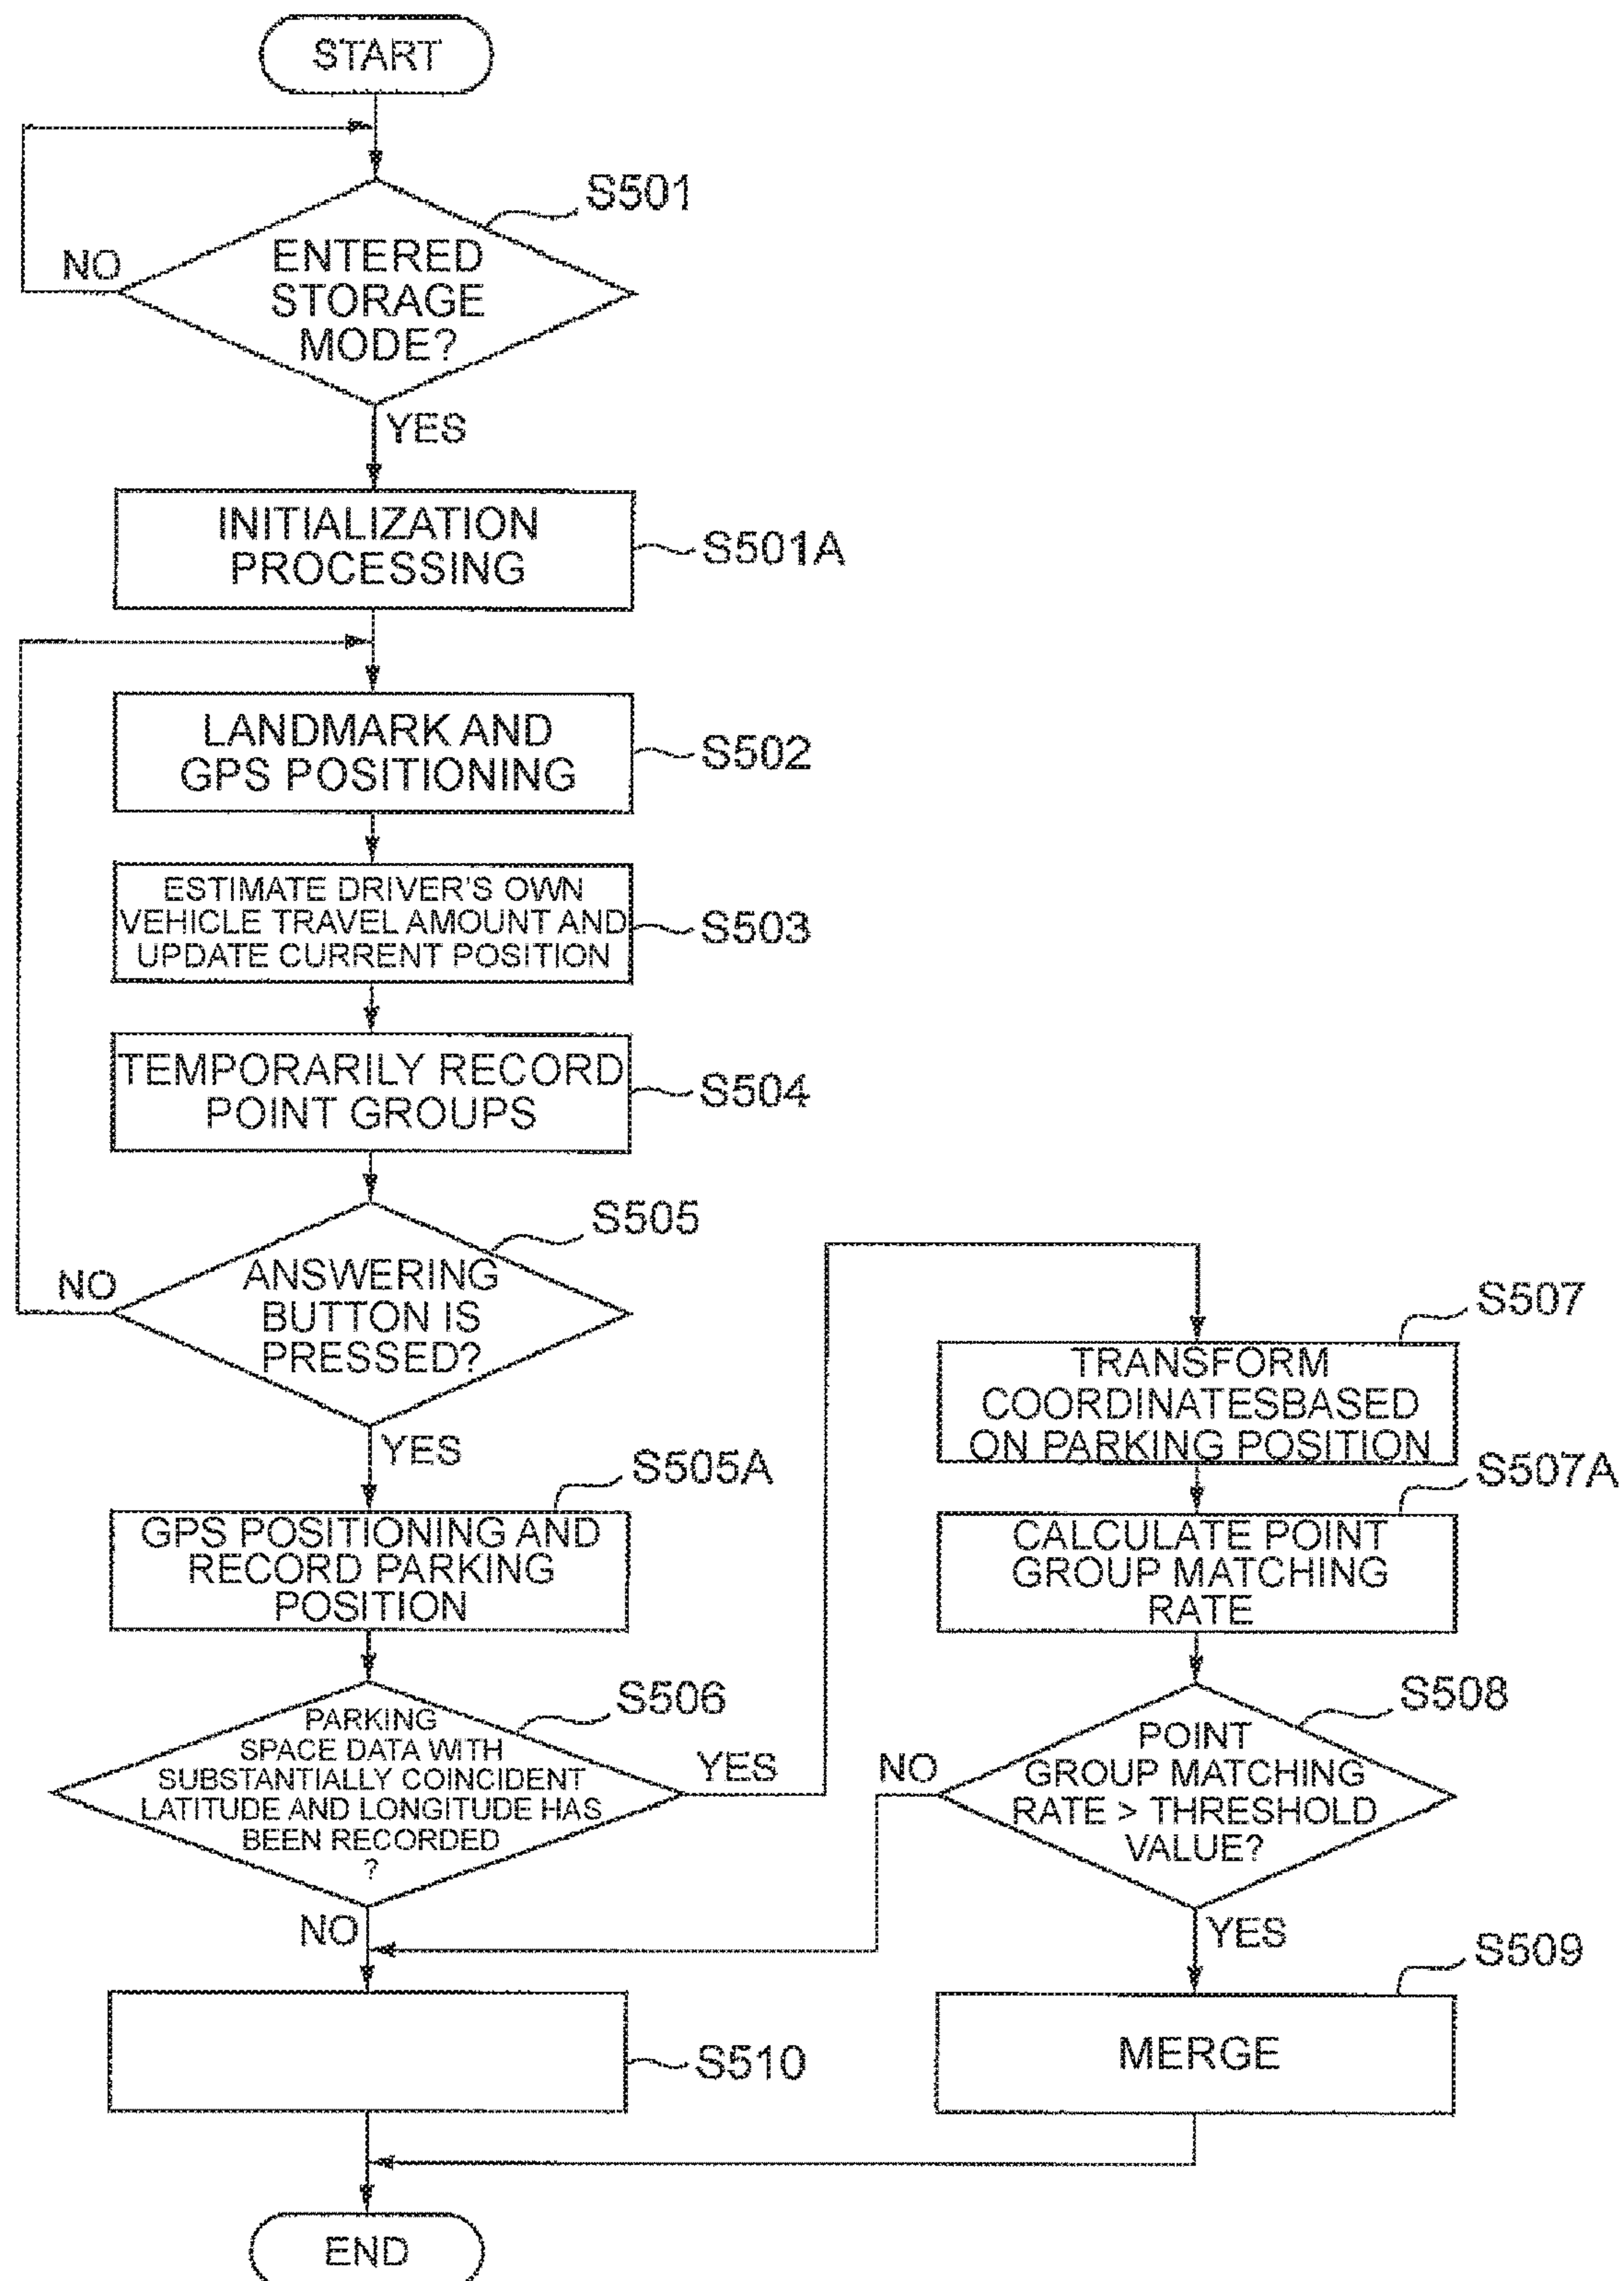 START
S501
NO
ENTERED
STORAGE
MODE?
YES
INITIALIZATION
PROCESSING
S501A
LANDMARK AND
GPS POSITIONING
S502
ESTIMATE DRIVER'S OWN
VEHICLE TRAVEL AMOUNT AND
UPDATE CURRENT POSITION
S503
TEMPORARILY RECORD
POINT GROUPS
S504
S505
NO
ANSWERING
BUTTON IS
PRESSED?
YES
S505A
GPS POSITIONING AND
RECORD PARKING
POSITION
S506
PARKING
SPACE DATA WITH
SUBSTANTIALLY COINCIDENT
LATITUDE AND LONGITUDE HAS
BEEN RECORDED
?
YES
NO
S510
S507
TRANSFORM
COORDINATESBASED
ON PARKING POSITION
S507A
CALCULATE POINT
GROUP MATCHING
RATE
S508
NO
POINT
GROUP MATCHING
RATE > THRESHOLD
VALUE?
YES
S509
MERGE
END